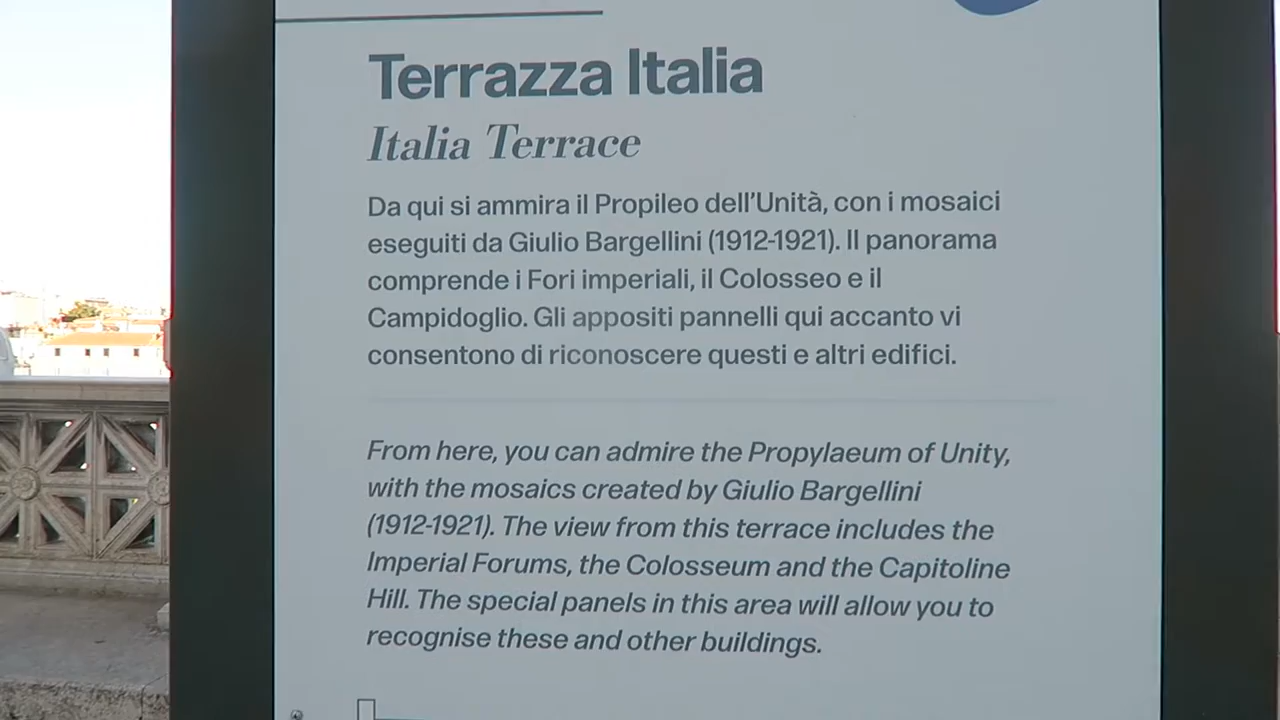 Terrazza Italia
Italia Terrace
Da qui si ammira il Propileo dell'Unità, con i mosaici
eseguiti da Giulio Bargellini (1912-1921). Il panorama
comprende i Fori imperiali, il Colosseo e il
Campidoglio. Gli appositi pannelli qui accanto vi
consentono di riconoscere questi e altri edifici.
From here, you can admire the Propylaeum of Unity,
with the mosaics created by Giulio Bargellini
(1912-1921). The view from this terrace includes the
Imperial Forums, the Colosseum and the Capitoline
Hill. The special panels in this area will allow you to
recognise these and other buildings.